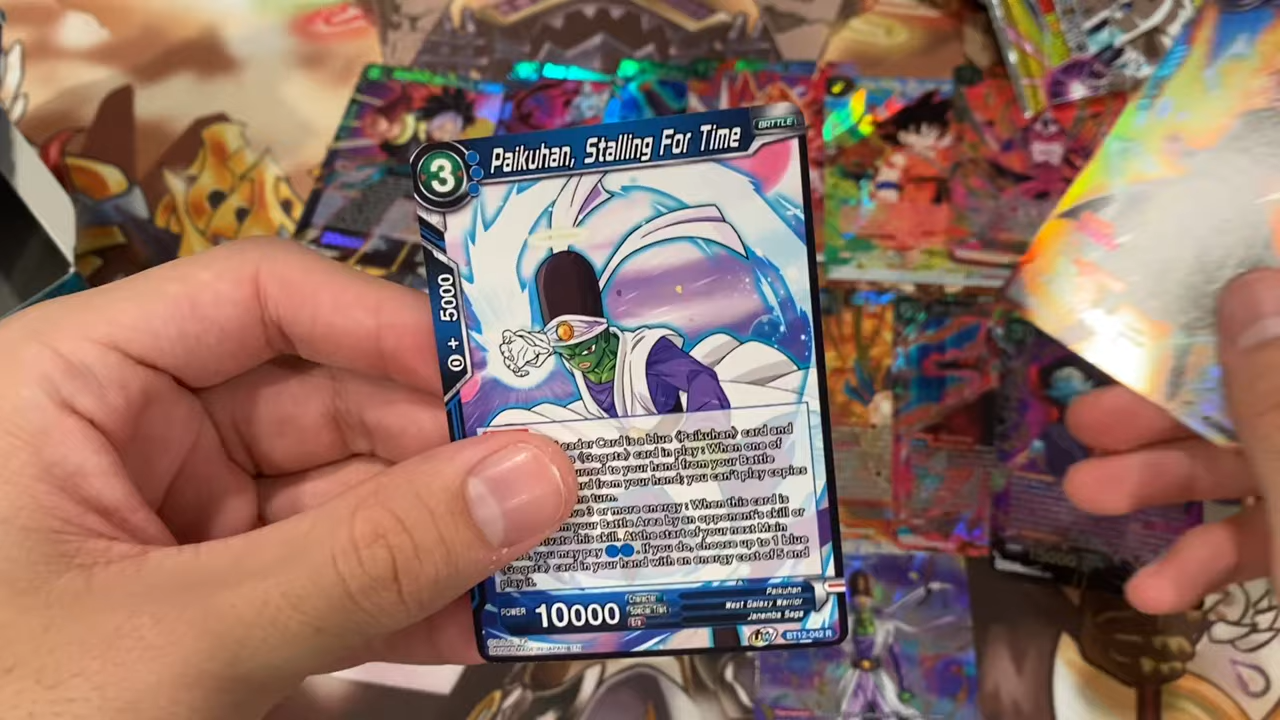 3
Paikuhan, Stalling For Time
BATTLE
0 + 5000
Leader Card is a blue 〈Paikuhan〉 card and
〈Gogeta〉 card in play : When one of
to your hand from your Battle
from your hand; you can't play copies
turn.
3 or more energy : When this card is
your Battle Area by an opponent's skill or
this skill. At the start of your next Main
you may pay . If you do, choose up to 1 blue
〈Gogeta〉 card in your hand with an energy cost of 5 and
play it.
POWER 10000
Character Paikuhan
Special Trait West Galaxy Warrior
Era Janemba Saga
BT12-042 R